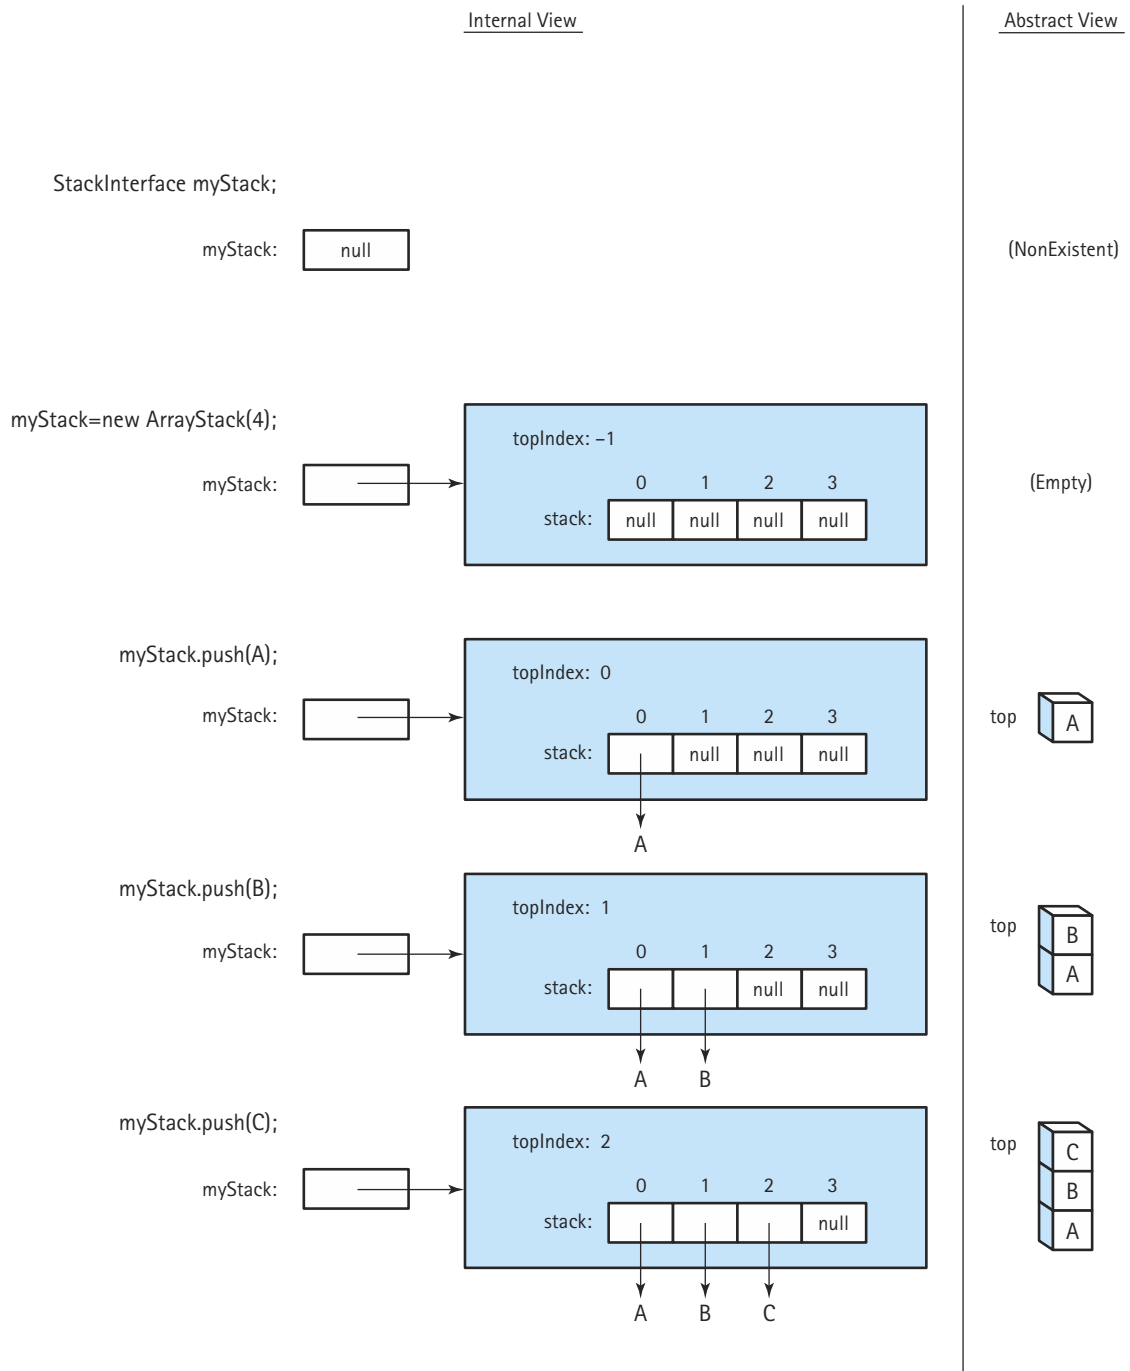 Internal View
Abstract View
StackInterface myStack;
myStack: null
(NonExistent)
myStack=new ArrayStack(4);
topIndex: –1
myStack:
0 1 2 3
stack: null null null null
(Empty)
myStack.push(A);
topIndex: 0
myStack:
0 1 2 3
stack: null null null
A
top A
myStack.push(B);
topIndex: 1
myStack:
0 1 2 3
stack: null null
A B
top B
A
myStack.push(C);
topIndex: 2
myStack:
0 1 2 3
stack: null
A B C
top C
B
A